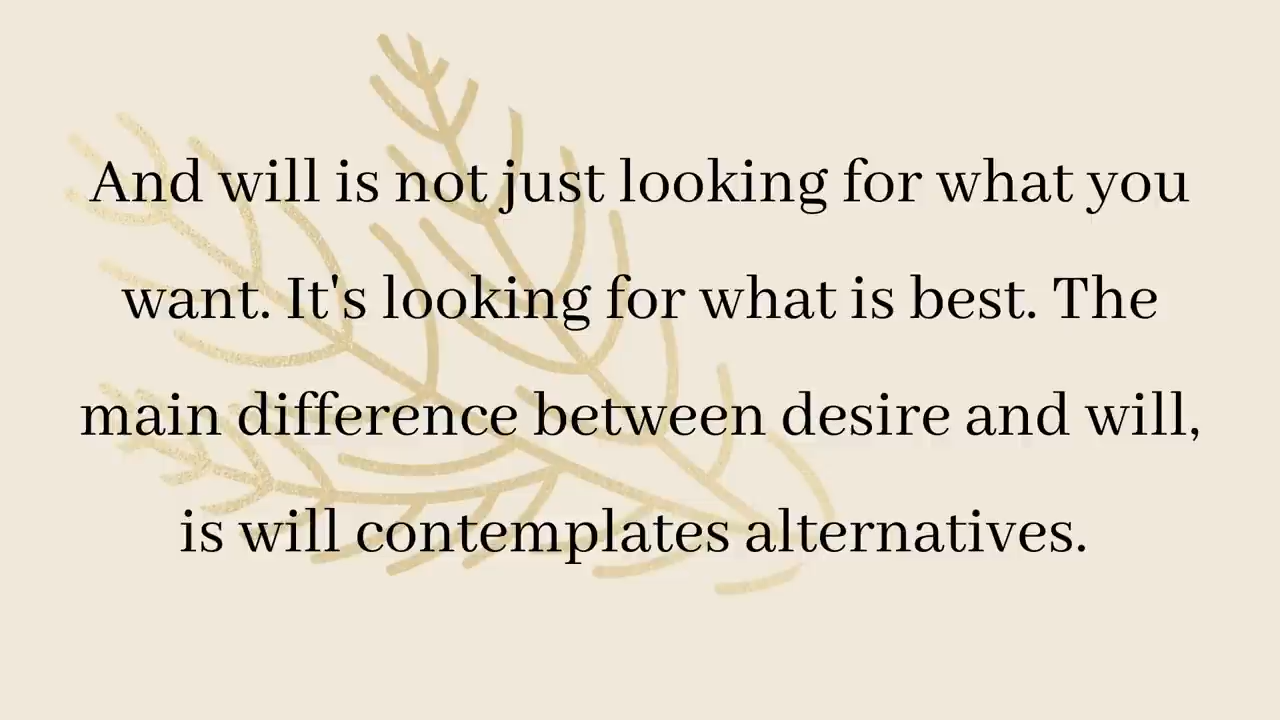 And will is not just looking for what you
want. It's looking for what is best. The
main difference between desire and will,
is will contemplates alternatives.